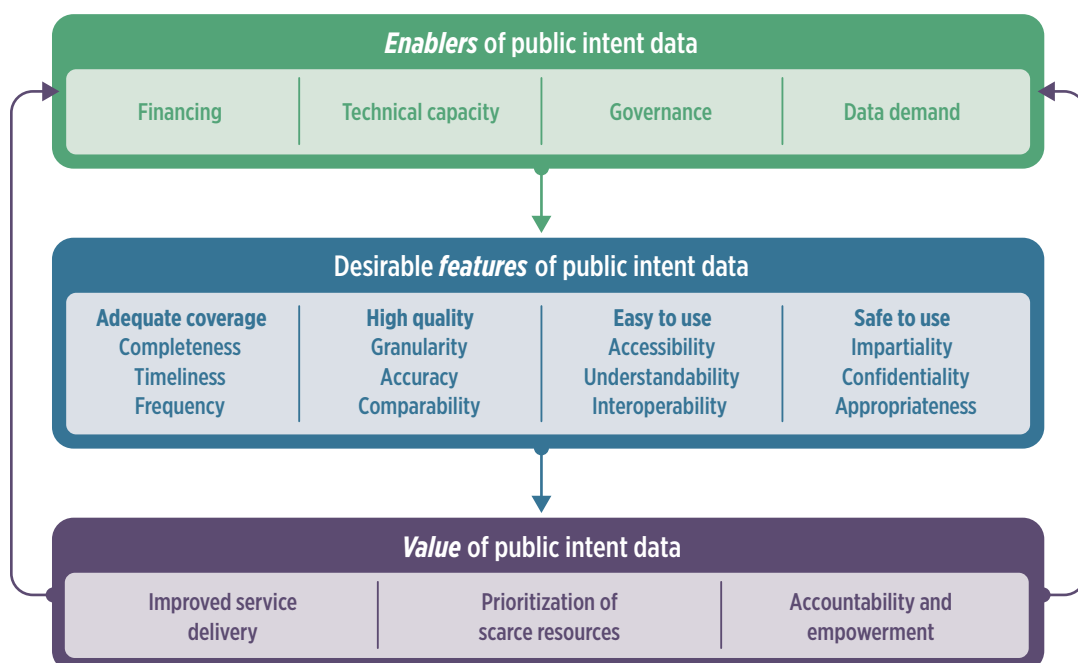 Enablers of public intent data
Financing
Technical capacity
Governance
Data demand
Desirable features of public intent data
Adequate coverage
Completeness
Timeliness
Frequency
High quality
Granularity
Accuracy
Comparability
Easy to use
Accessibility
Understandability
Interoperability
Safe to use
Impartiality
Confidentiality
Appropriateness
Value of public intent data
Improved service
delivery
Prioritization of
scarce resources
Accountability and
empowerment